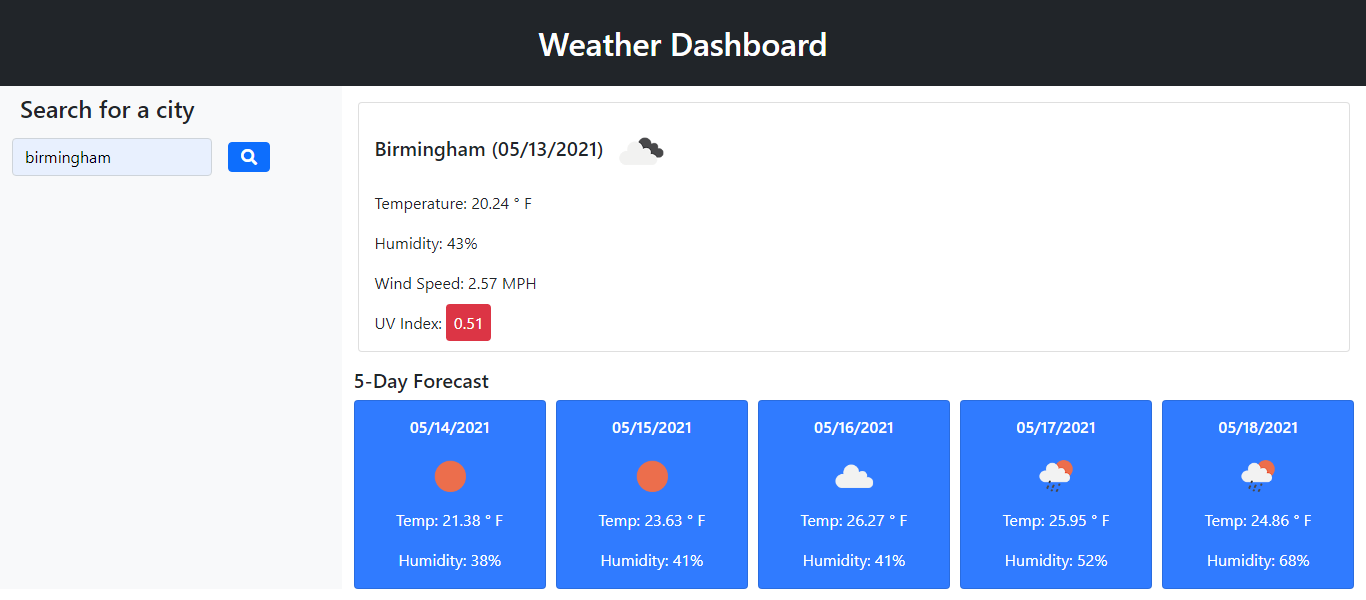 Weather Dashboard
Search for a city
birmingham
Birmingham (05/13/2021)
Temperature: 20.24 ° F
Humidity: 43%
Wind Speed: 2.57 MPH
UV Index: 0.51
5-Day Forecast
05/14/2021
Temp: 21.38 ° F
Humidity: 38%
05/15/2021
Temp: 23.63 ° F
Humidity: 41%
05/16/2021
Temp: 26.27 ° F
Humidity: 41%
05/17/2021
Temp: 25.95 ° F
Humidity: 52%
05/18/2021
Temp: 24.86 ° F
Humidity: 68%